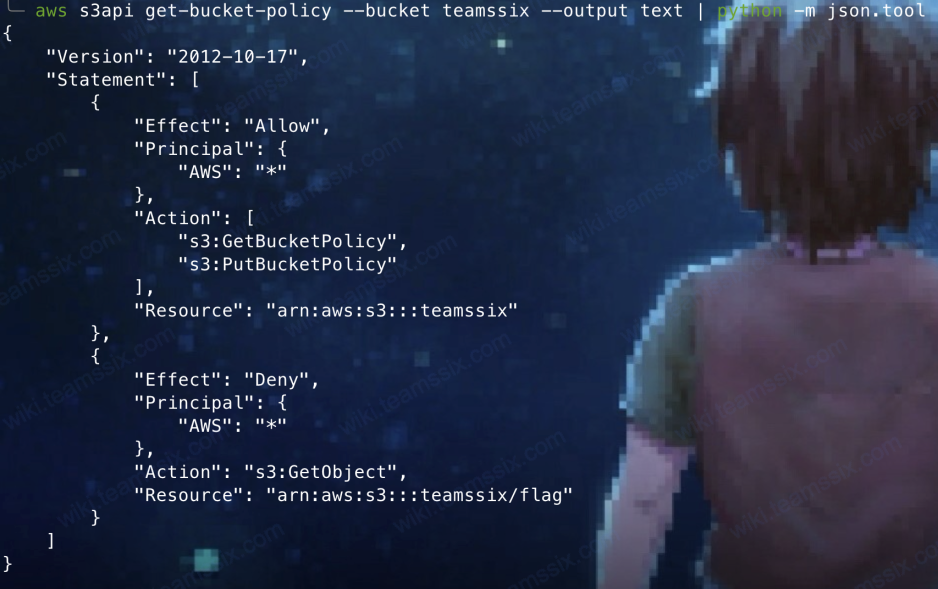 aws s3api get-bucket-policy --bucket teamssix --output text | python -m json.tool
{
    "Version": "2012-10-17",
    "Statement": [
        {
            "Effect": "Allow",
            "Principal": {
                "AWS": "*"
            },
            "Action": [
                "s3:GetBucketPolicy",
                "s3:PutBucketPolicy"
            ],
            "Resource": "arn:aws:s3:::teamssix"
        },
        {
            "Effect": "Deny",
            "Principal": {
                "AWS": "*"
            },
            "Action": "s3:GetObject",
            "Resource": "arn:aws:s3:::teamssix/flag"
        }
    ]
}
wiki.teamssix.com